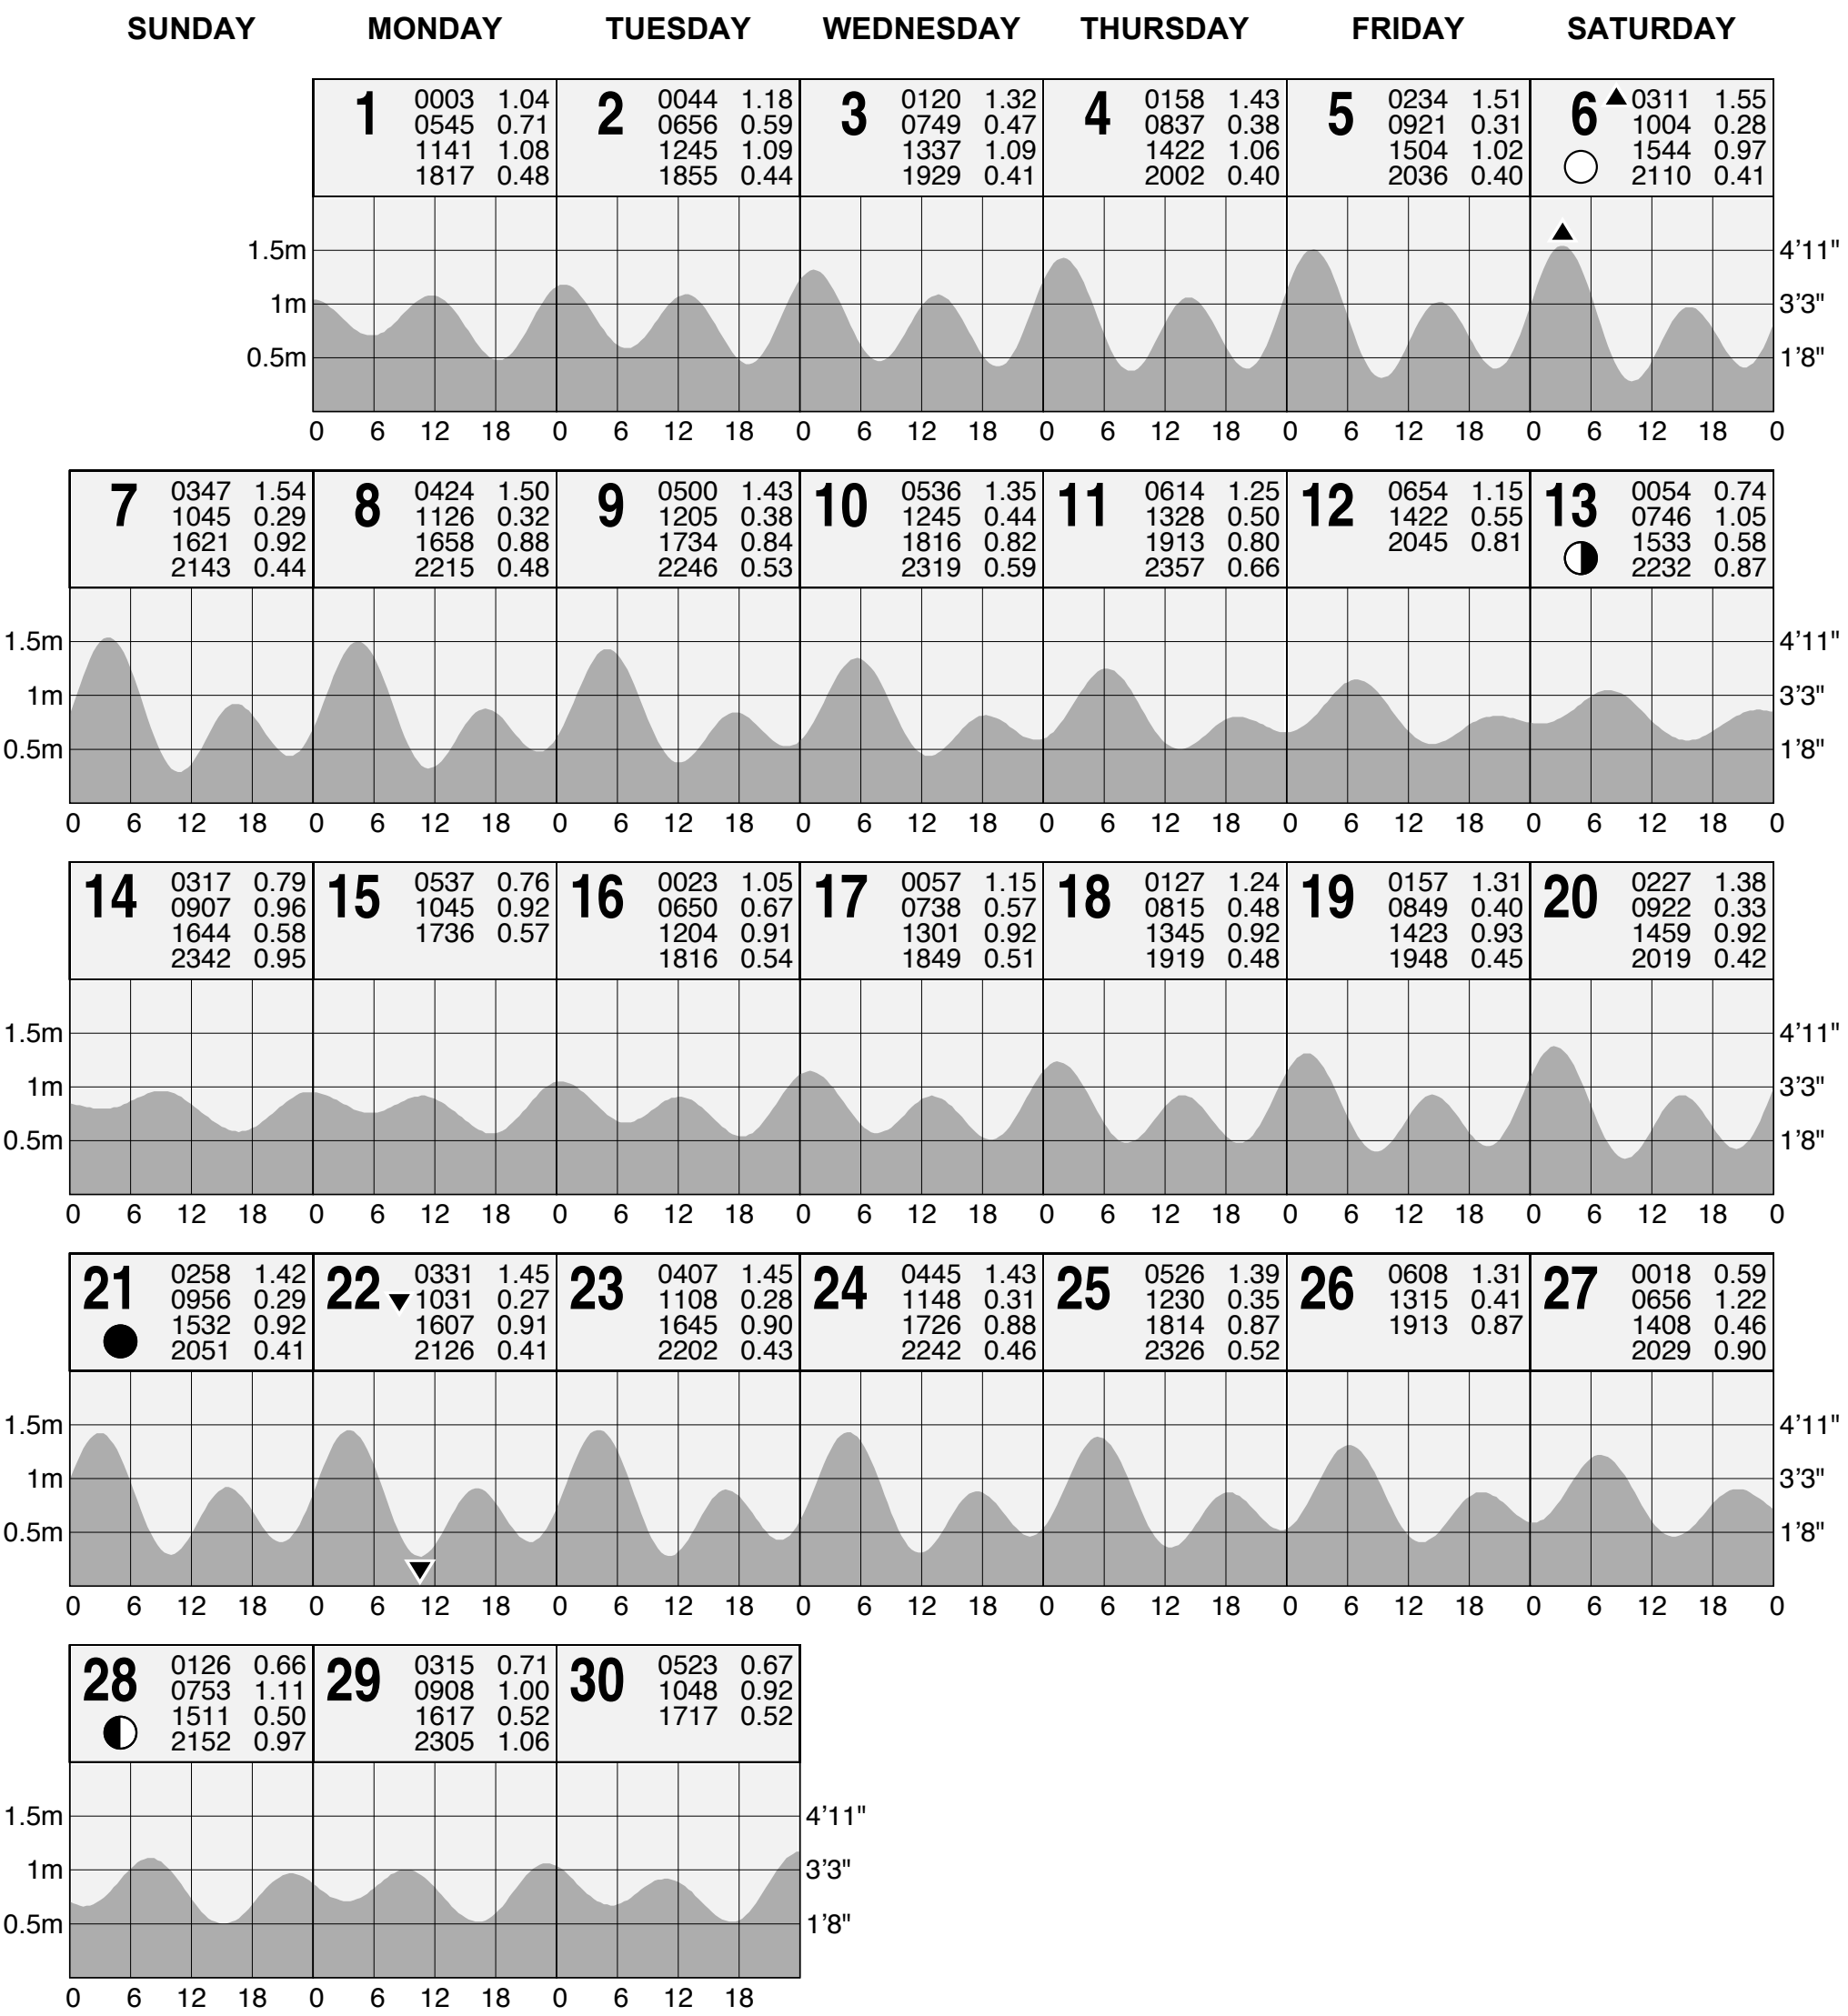 SUNDAY MONDAY TUESDAY WEDNESDAY THURSDAY FRIDAY SATURDAY
1 0003 1.04
0545 0.71
1141 1.08
1817 0.48
2 0044 1.18
0656 0.59
1245 1.09
1855 0.44
3 0120 1.32
0749 0.47
1337 1.09
1929 0.41
4 0158 1.43
0837 0.38
1422 1.06
2002 0.40
5 0234 1.51
0921 0.31
1504 1.02
2036 0.40
6 0311 1.55
1004 0.28
1544 0.97
2110 0.41
1.5m 4'11"
1m 3'3"
0.5m 1'8"
0 6 12 18 0 6 12 18 0 6 12 18 0 6 12 18 0 6 12 18 0 6 12 18 0
7 0347 1.54
1045 0.29
1621 0.92
2143 0.44
8 0424 1.50
1126 0.32
1658 0.88
2215 0.48
9 0500 1.43
1205 0.38
1734 0.84
2246 0.53
10 0536 1.35
1245 0.44
1816 0.82
2319 0.59
11 0614 1.25
1328 0.50
1913 0.80
2357 0.66
12 0654 1.15
1422 0.55
2045 0.81
13 0054 0.74
0746 1.05
1533 0.58
2232 0.87
1.5m 4'11"
1m 3'3"
0.5m 1'8"
0 6 12 18 0 6 12 18 0 6 12 18 0 6 12 18 0 6 12 18 0 6 12 18 0 6 12 18 0
14 0317 0.79
0907 0.96
1644 0.58
2342 0.95
15 0537 0.76
1045 0.92
1736 0.57
16 0023 1.05
0650 0.67
1204 0.91
1816 0.54
17 0057 1.15
0738 0.57
1301 0.92
1849 0.51
18 0127 1.24
0815 0.48
1345 0.92
1919 0.48
19 0157 1.31
0849 0.40
1423 0.93
1948 0.45
20 0227 1.38
0922 0.33
1459 0.92
2019 0.42
1.5m 4'11"
1m 3'3"
0.5m 1'8"
0 6 12 18 0 6 12 18 0 6 12 18 0 6 12 18 0 6 12 18 0 6 12 18 0 6 12 18 0
21 0258 1.42
0956 0.29
1532 0.92
2051 0.41
22 0331 1.45
1031 0.27
1607 0.91
2126 0.41
23 0407 1.45
1108 0.28
1645 0.90
2202 0.43
24 0445 1.43
1148 0.31
1726 0.88
2242 0.46
25 0526 1.39
1230 0.35
1814 0.87
2326 0.52
26 0608 1.31
1315 0.41
1913 0.87
27 0018 0.59
0656 1.22
1408 0.46
2029 0.90
1.5m 4'11"
1m 3'3"
0.5m 1'8"
0 6 12 18 0 6 12 18 0 6 12 18 0 6 12 18 0 6 12 18 0 6 12 18 0 6 12 18 0
28 0126 0.66
0753 1.11
1511 0.50
2152 0.97
29 0315 0.71
0908 1.00
1617 0.52
2305 1.06
30 0523 0.67
1048 0.92
1717 0.52
1.5m 4'11"
1m 3'3"
0.5m 1'8"
0 6 12 18 0 6 12 18 0 6 12 18